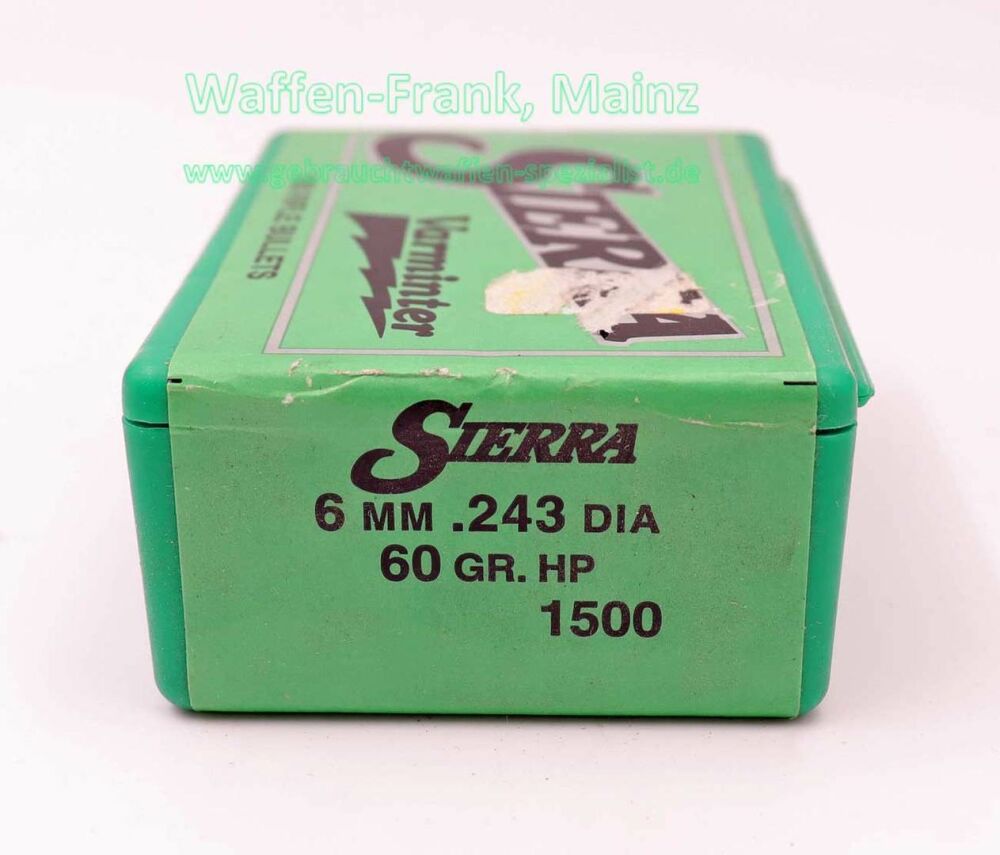 Waffen-Frank, Mainz
www.gebrauchtwaffen-spezialist.de
SIERRA
Varminter
BULLETS
SIERRA
6 MM .243 DIA
60 GR. HP
1500